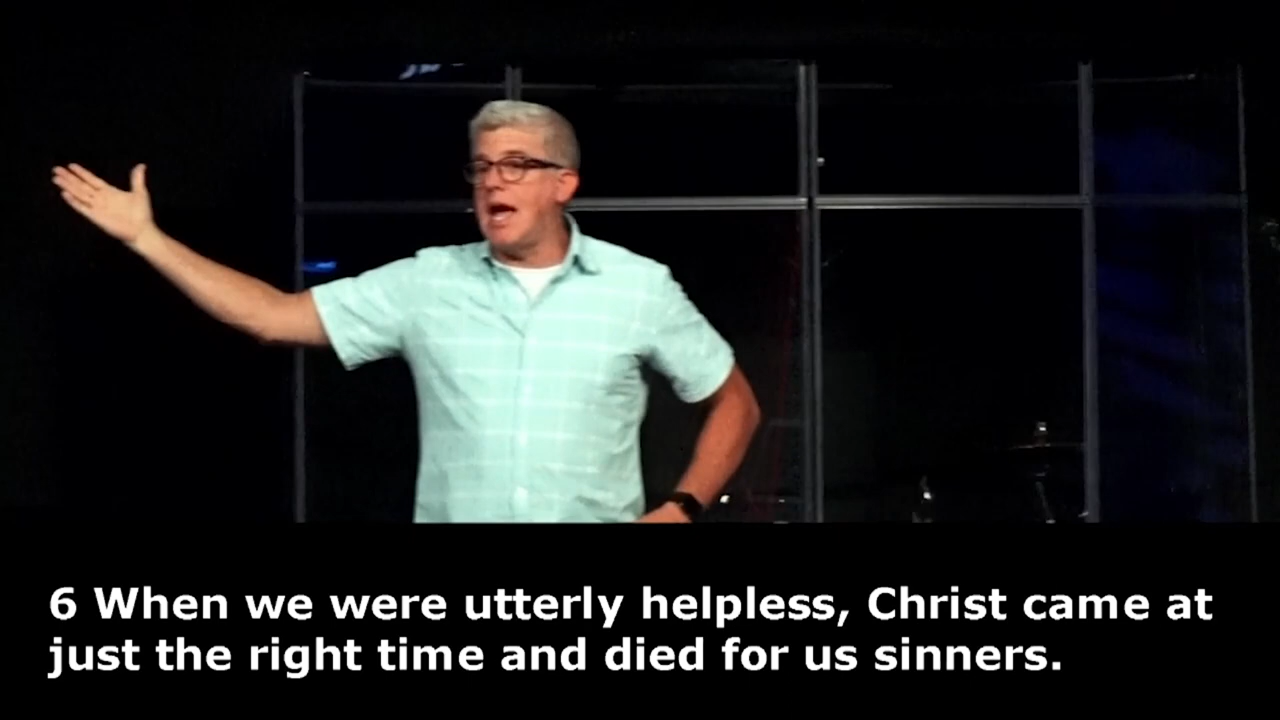 6 When we were utterly helpless, Christ came at
just the right time and died for us sinners.